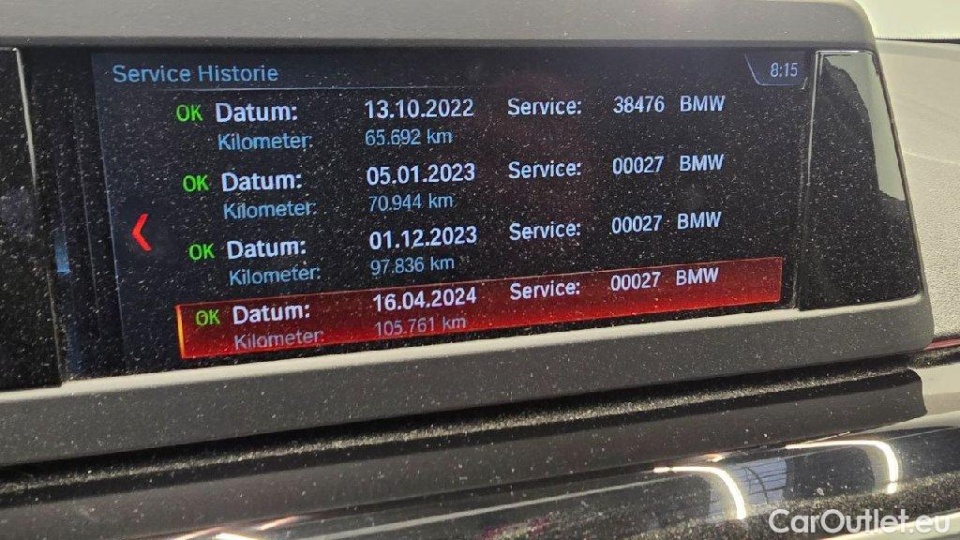 Service Historie 8:15
OK Datum: 13.10.2022 Service: 38476 BMW
Kilometer: 65.692 km
OK Datum: 05.01.2023 Service: 00027 BMW
Kilometer: 70.944 km
OK Datum: 01.12.2023 Service: 00027 BMW
Kilometer: 97.836 km
OK Datum: 16.04.2024 Service: 00027 BMW
Kilometer: 105.761 km
CarOutlet.eu